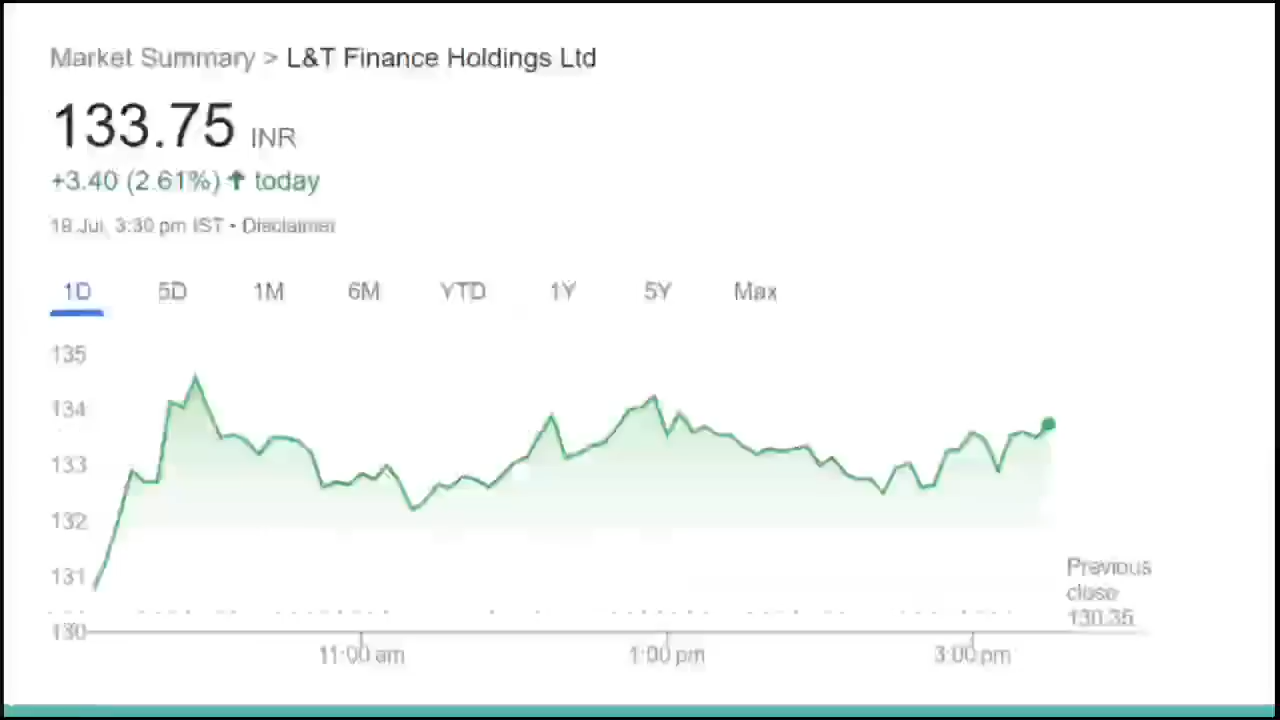 Market Summary > L&T Finance Holdings Ltd
133.75 INR
+3.40 (2.61%) ↑ today
18 Jul, 3:30 pm IST • Disclaimer
1D 5D 1M 6M YTD 1Y 5Y Max
135
134
133
132
131
130
Previous
close
130.35
11:00 am 1:00 pm 3:00 pm